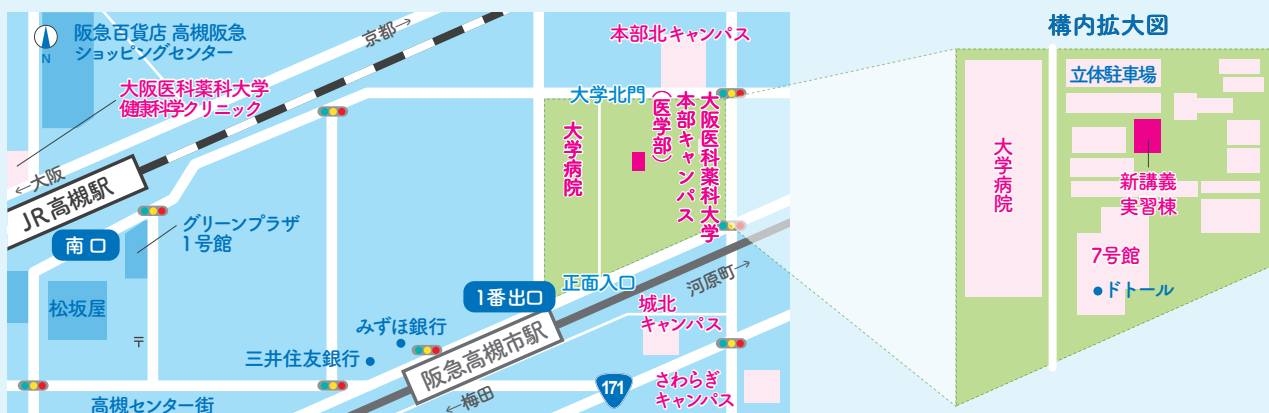 N
阪急百貨店 高槻阪急
ショッピングセンター
大阪医科薬科大学
健康科学クリニック
京都→
←大阪
JR高槻駅
南口
グリーンプラザ
1号館
松坂屋
〒
みずほ銀行
三井住友銀行
高槻センター街
本部北キャンパス
大学北門
大阪医科薬科大学
本部キャンパス
(医学部)
大学病院
正面入口
1番出口
阪急高槻市駅
河原町→
←梅田
城北
キャンパス
171
さわらぎ
キャンパス
構内拡大図
立体駐車場
大学病院
新講義
実習棟
7号館
ドトール